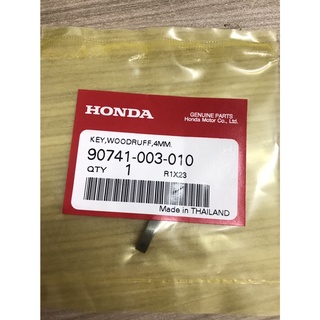 HONDA
GENUINE PARTS
Honda Motor Co., Ltd.
KEY,WOODRUFF,4MM.
90741-003-010
QTY 1 R1X23
Made in THAILAND